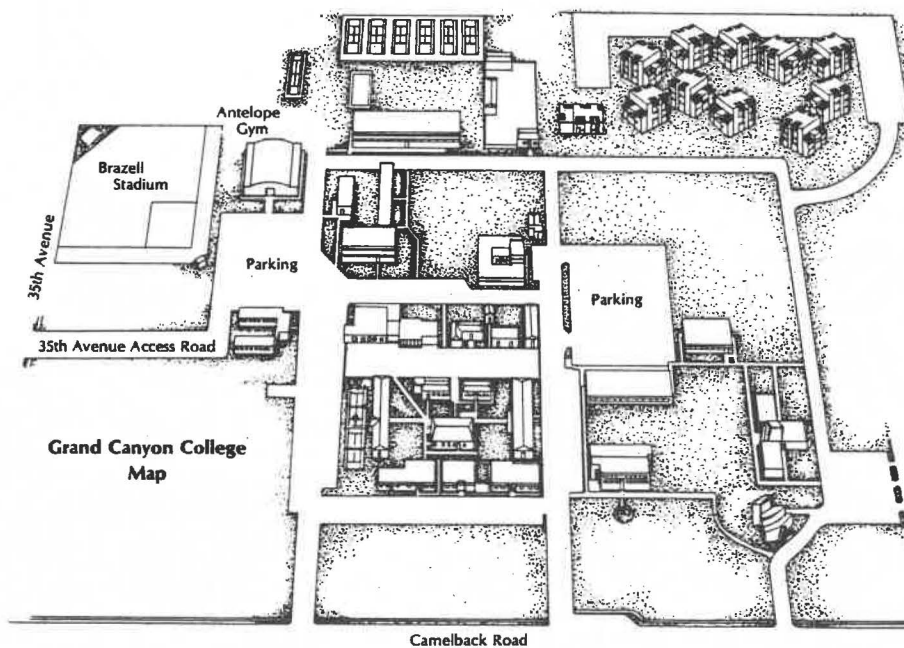 Antelope
Gym
Brazell
Stadium
35th Avenue
Parking
Parking
35th Avenue Access Road
Grand Canyon College
Map
Camelback Road